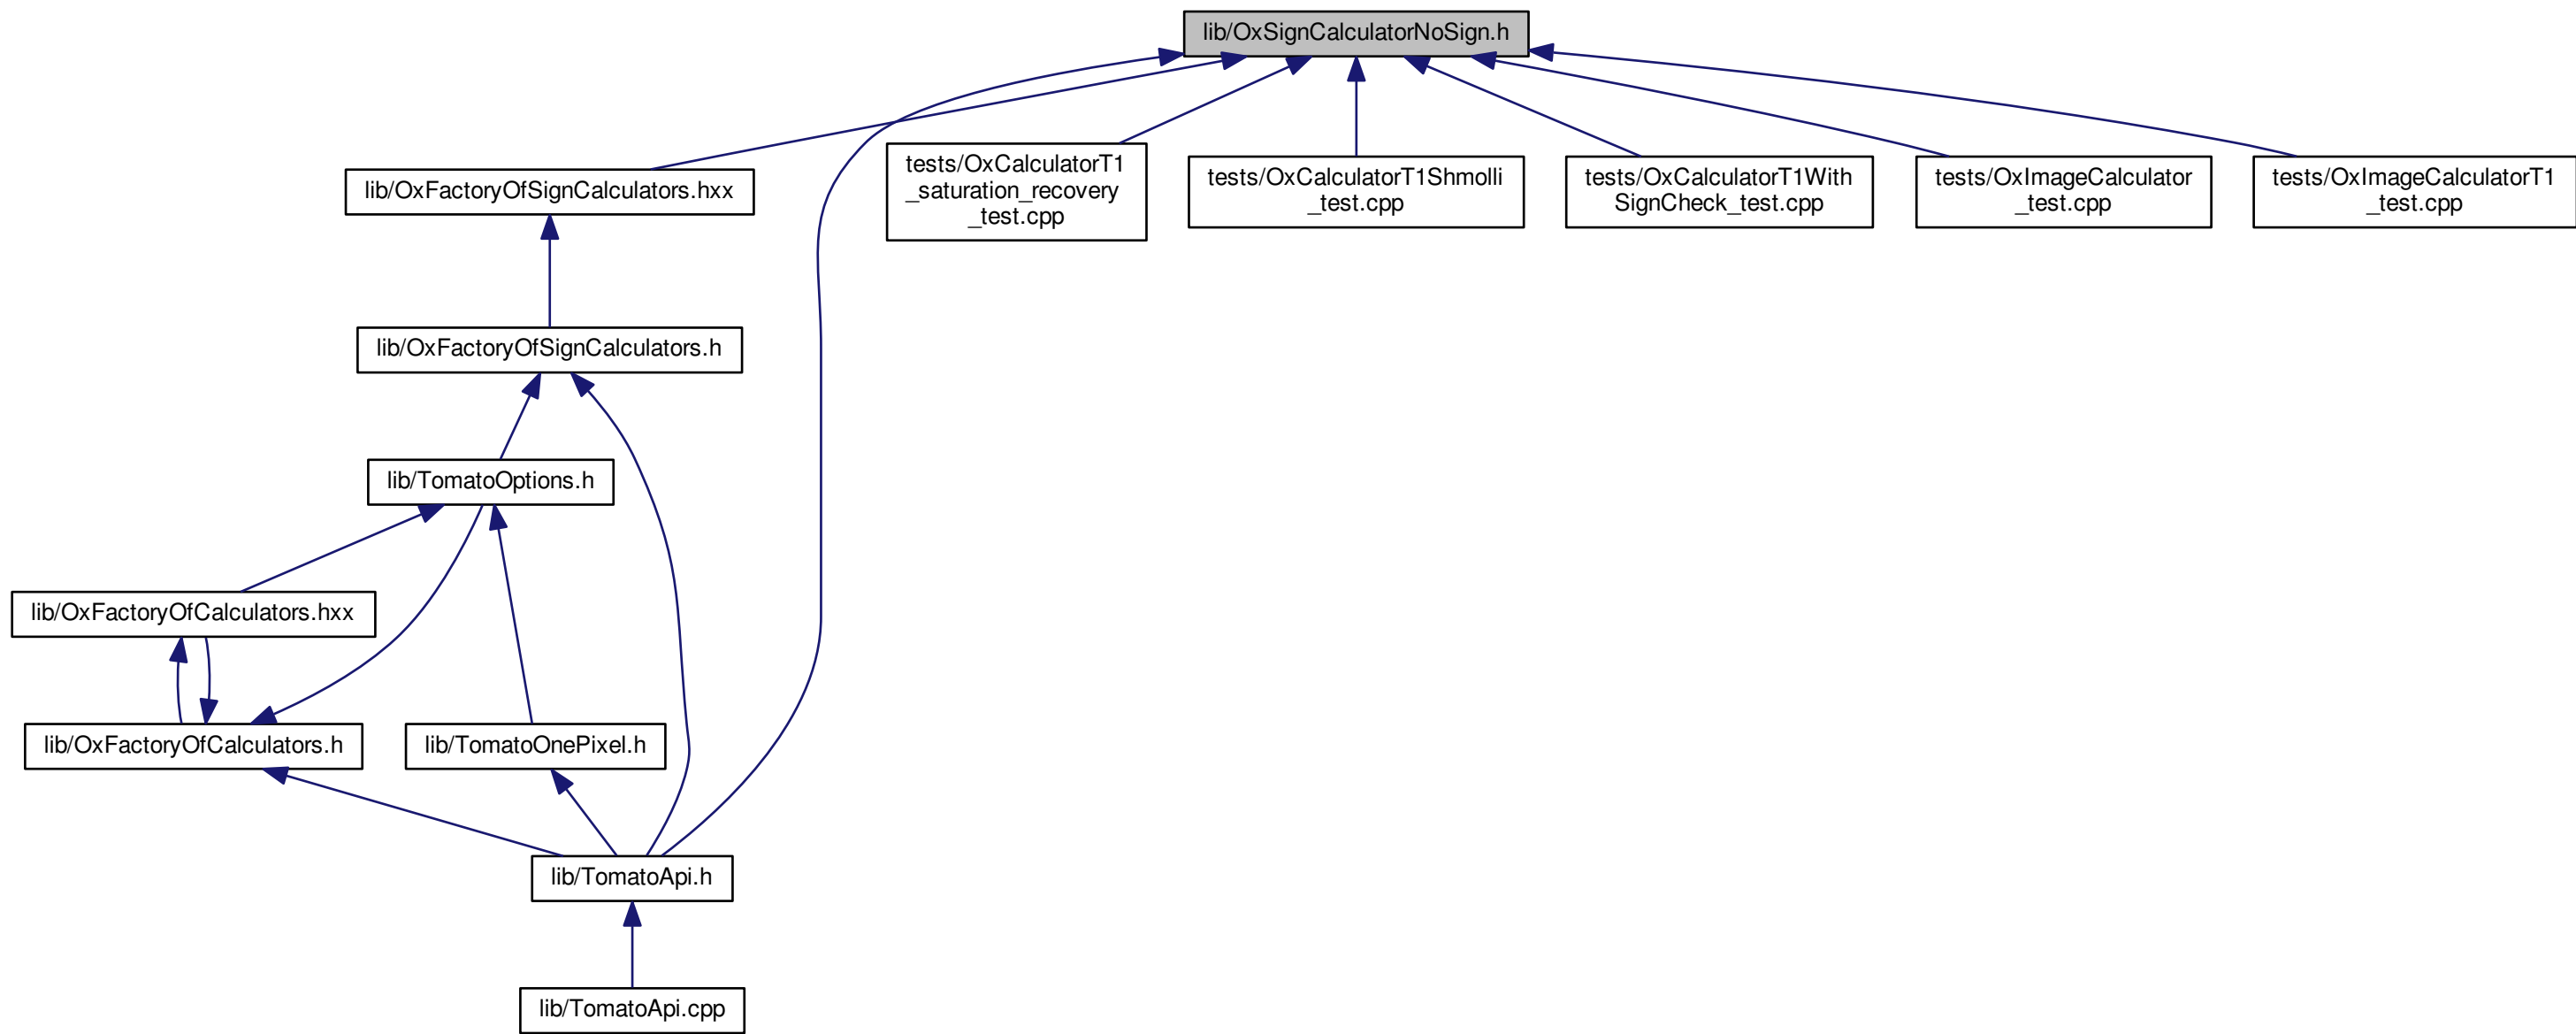 lib/OxSignCalculatorNoSign.h
lib/OxFactoryOfSignCalculators.hxx
tests/OxCalculatorT1
_saturation_recovery
_test.cpp
tests/OxCalculatorT1Shmolli
_test.cpp
tests/OxCalculatorT1With
SignCheck_test.cpp
tests/OxImageCalculator
_test.cpp
tests/OxImageCalculatorT1
_test.cpp
lib/OxFactoryOfSignCalculators.h
lib/TomatoOptions.h
lib/OxFactoryOfCalculators.hxx
lib/OxFactoryOfCalculators.h
lib/TomatoOnePixel.h
lib/TomatoApi.h
lib/TomatoApi.cpp